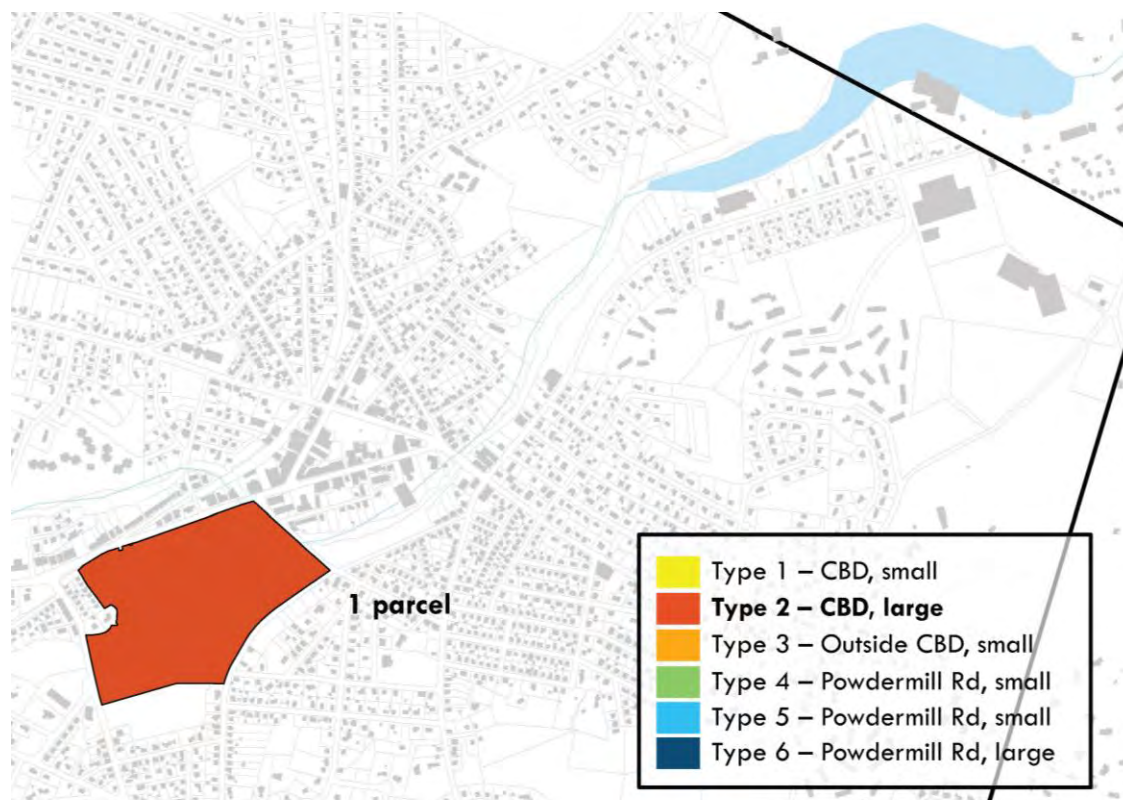 1 parcel
Type 1 – CBD, small
Type 2 – CBD, large
Type 3 – Outside CBD, small
Type 4 – Powdermill Rd, small
Type 5 – Powdermill Rd, small
Type 6 – Powdermill Rd, large